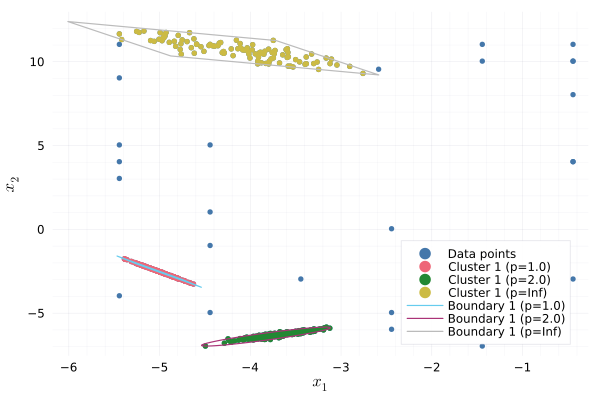 10
5
0
−5
x2
−6
−5
−4
−3
−2
−1
x1
Data points
Cluster 1 (p=1.0)
Cluster 1 (p=2.0)
Cluster 1 (p=Inf)
Boundary 1 (p=1.0)
Boundary 1 (p=2.0)
Boundary 1 (p=Inf)